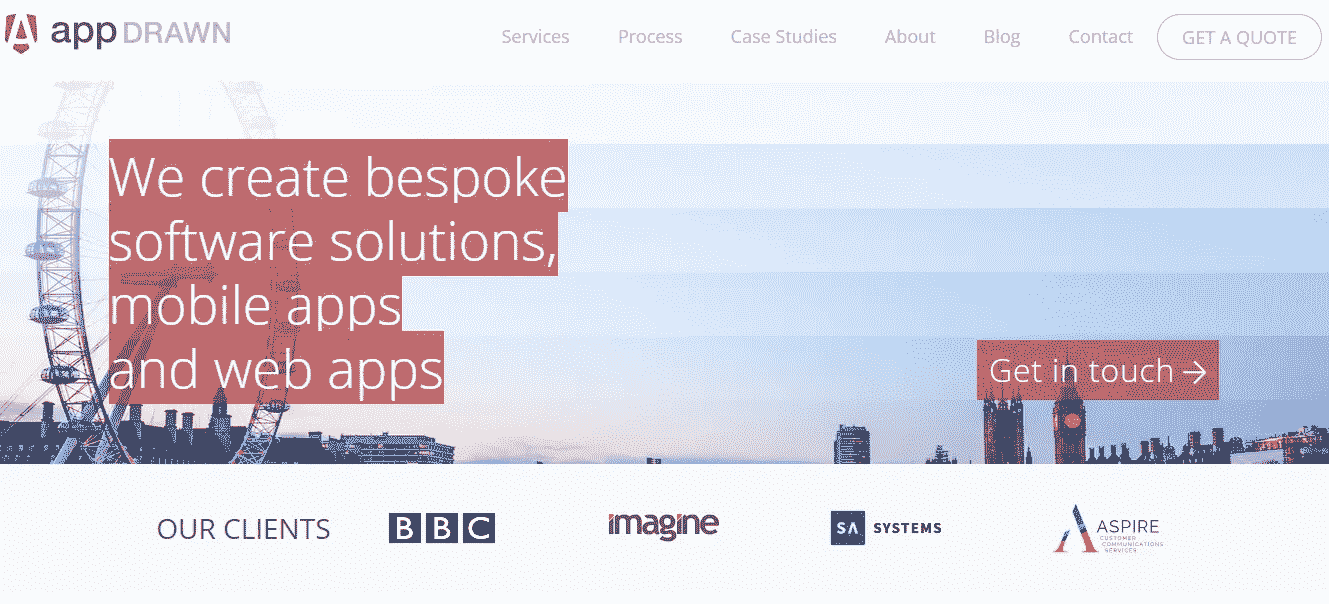 app DRAWN
Services Process Case Studies About Blog Contact GET A QUOTE
We create bespoke
software solutions,
mobile apps
and web apps
Get in touch →
OUR CLIENTS
BBC
imagine
SA SYSTEMS
ASPIRE
CUSTOMER
COMMUNICATIONS
SERVICES